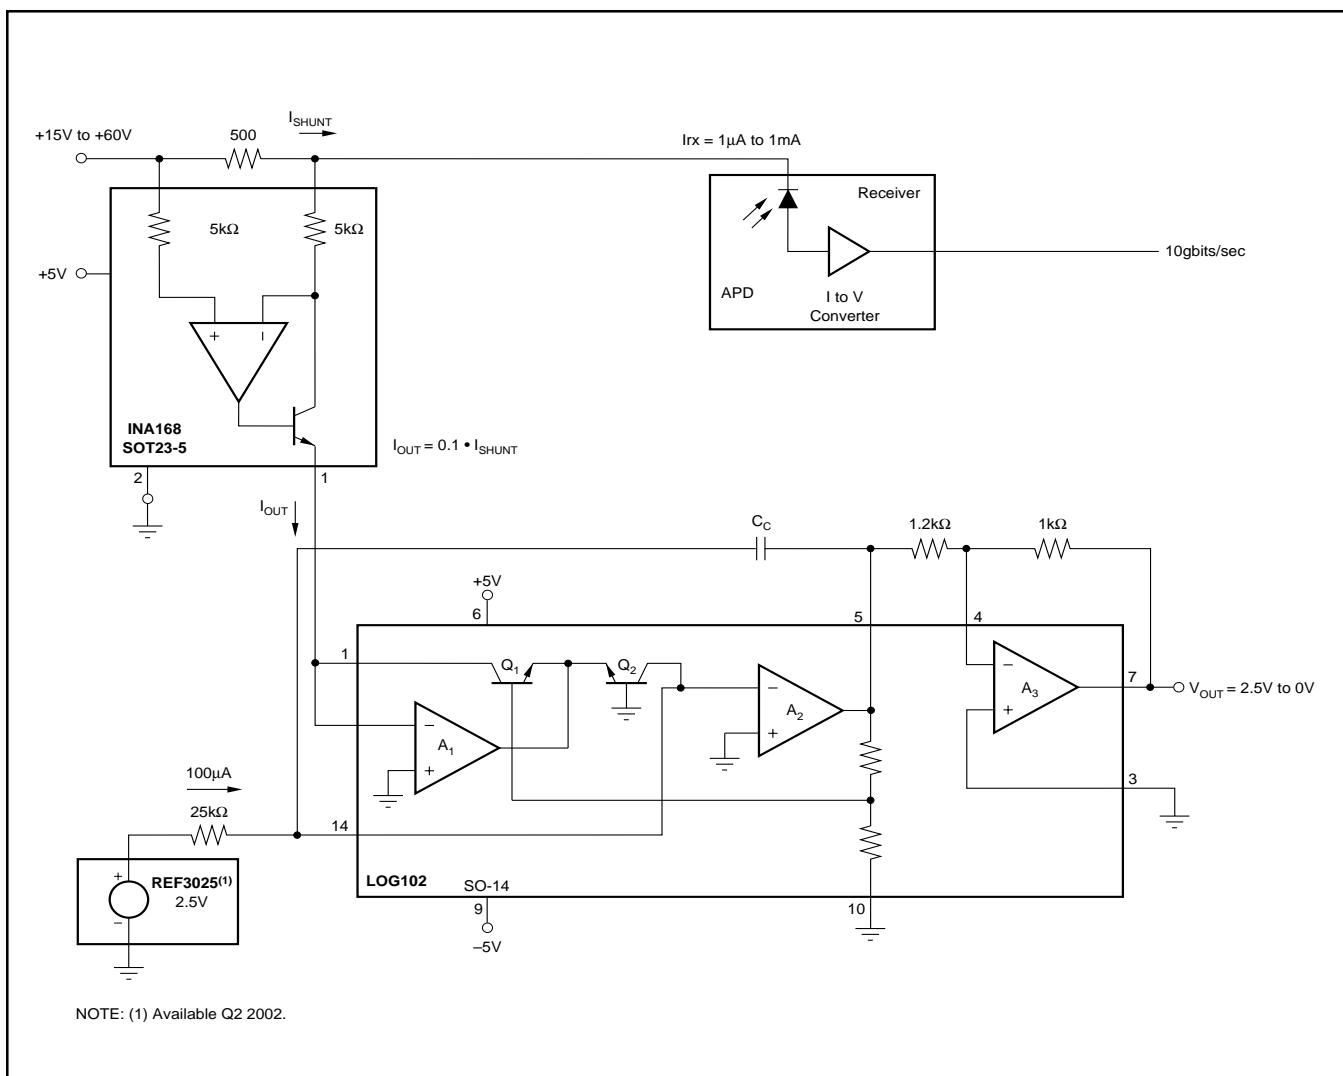 I_SHUNT
+15V to +60V
500
Irx = 1µA to 1mA
Receiver
5kΩ
5kΩ
+5V
10gbits/sec
APD
I to V
Converter
+
–
INA168
SOT23-5
I_OUT = 0.1 • I_SHUNT
2
1
I_OUT
C_C
1.2kΩ
1kΩ
+5V
6
5
4
1
Q_1
Q_2
–
A_3
7
V_OUT = 2.5V to 0V
–
A_2
+
+
–
A_1
+
3
100µA
25kΩ
14
LOG102
SO-14
+
REF3025(1)
2.5V
–
9
10
–5V
NOTE: (1) Available Q2 2002.